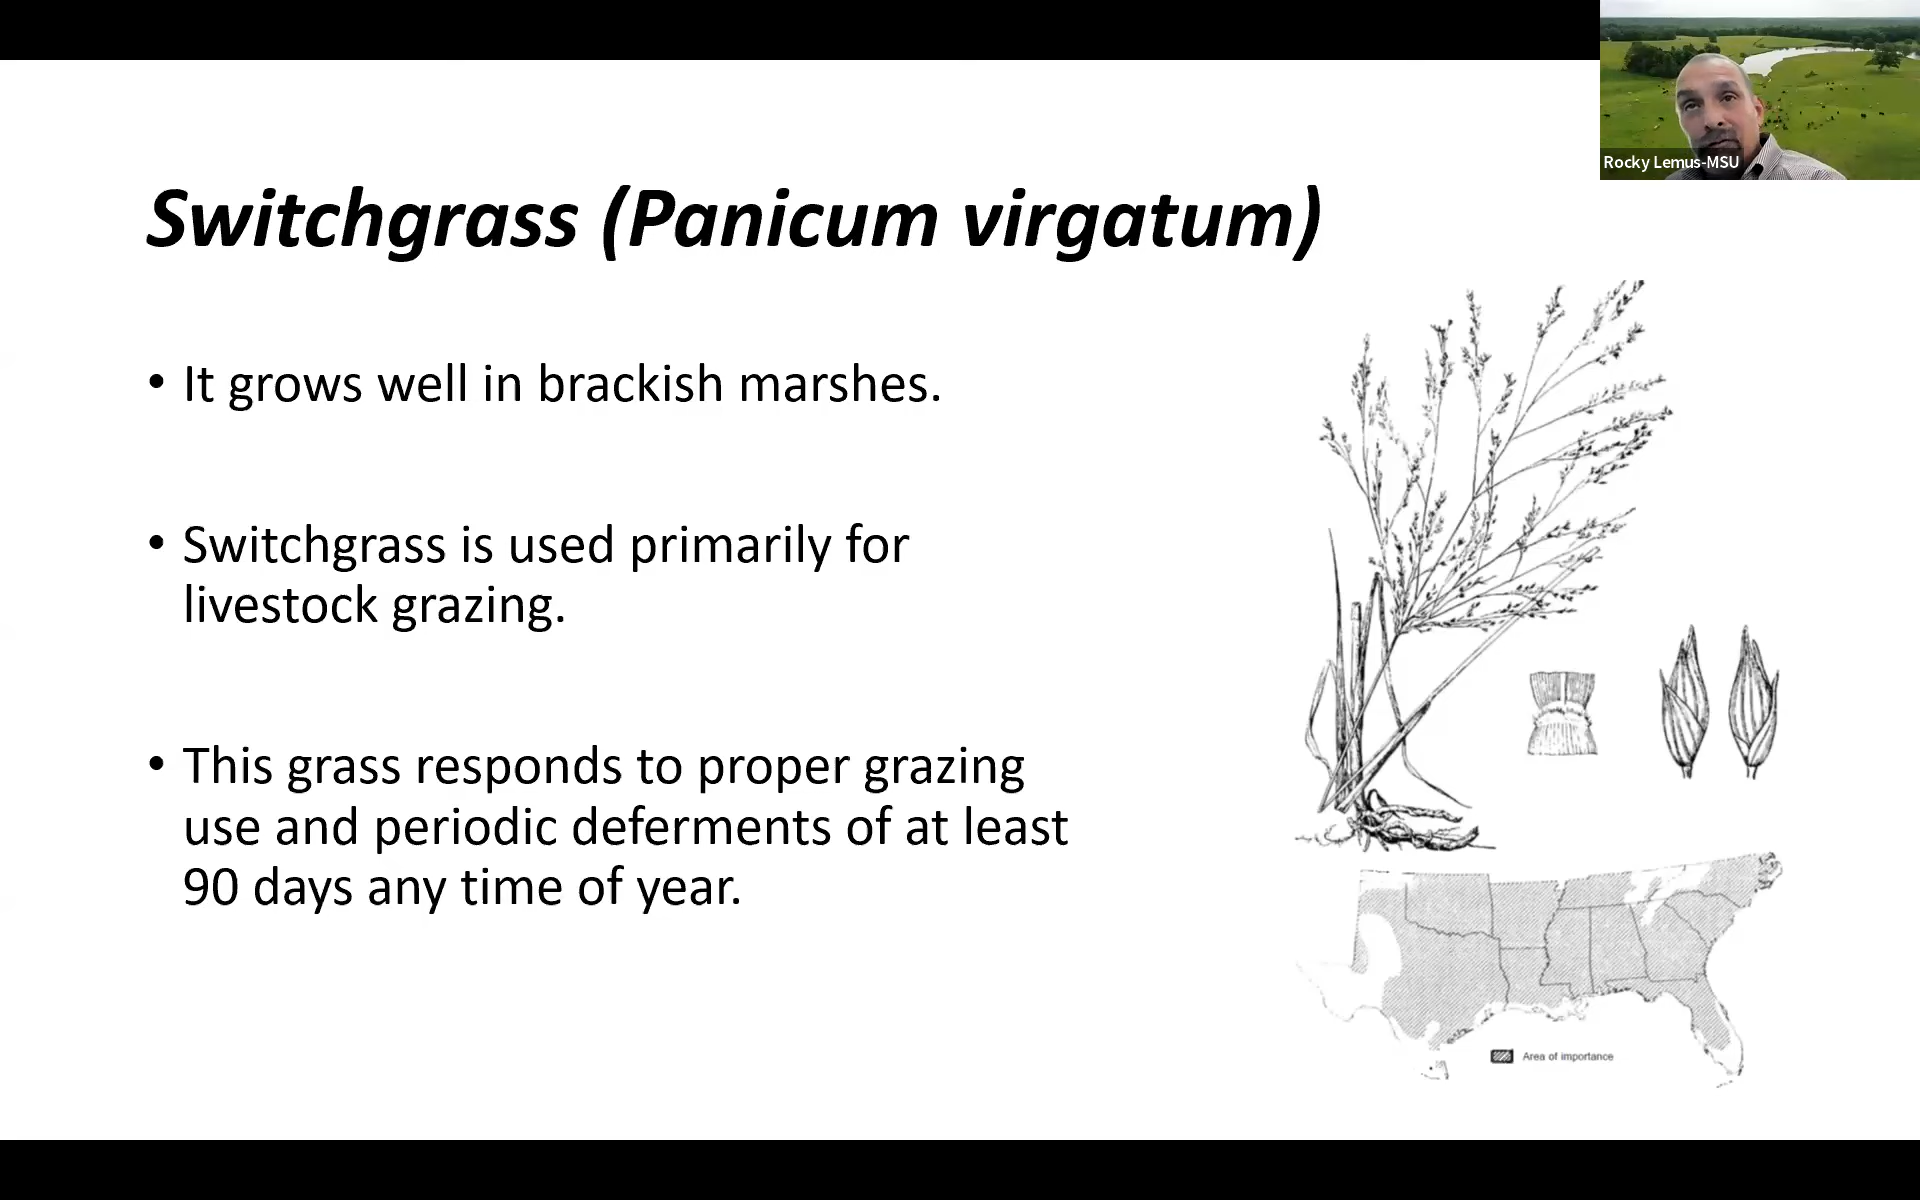 Rocky Lemus-MSU
Switchgrass (Panicum virgatum)
• It grows well in brackish marshes.
• Switchgrass is used primarily for
livestock grazing.
• This grass responds to proper grazing
use and periodic deferments of at least
90 days any time of year.
Area of importance